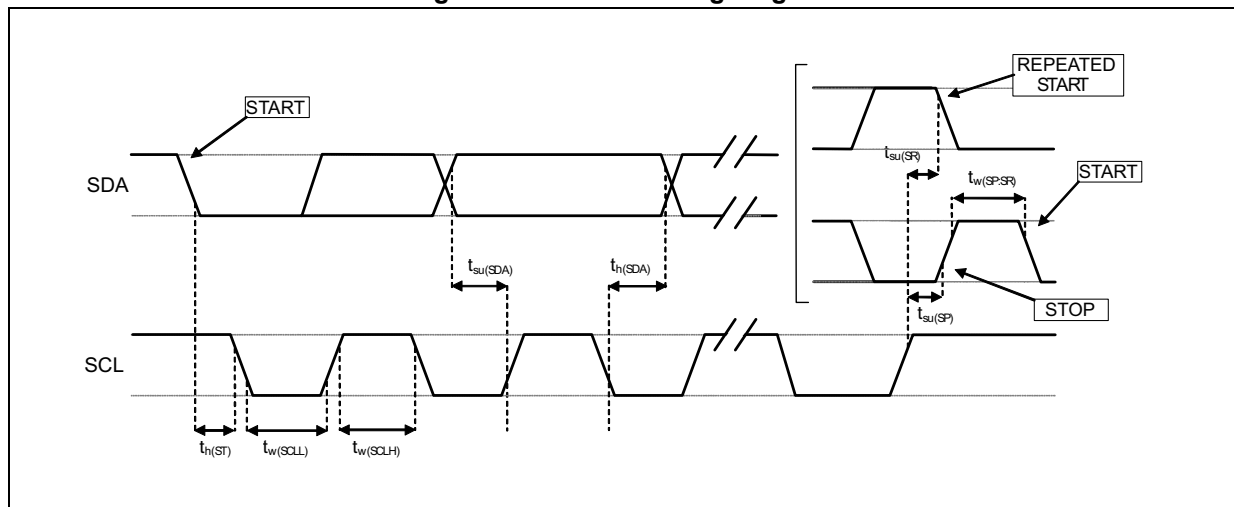 REPEATED
START
START
tsu(SR)
tw(SP:SR)
START
SDA
tsu(SDA)
th(SDA)
tsu(SP)
STOP
SCL
th(ST)
tw(SCLL)
tw(SCLH)